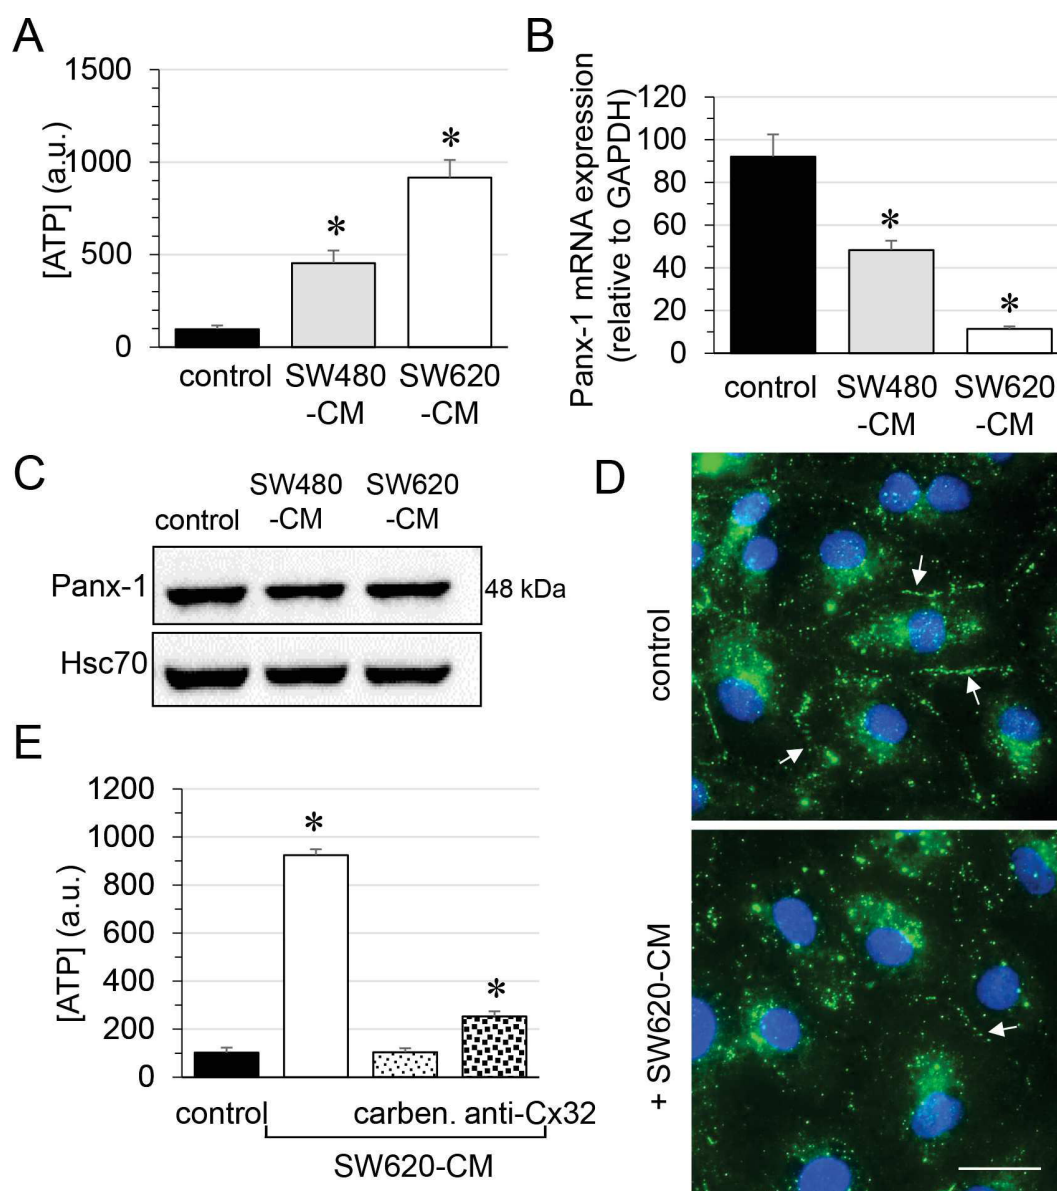 A
1500
1000
500
0
[ATP] (a.u.)
*
*
control
SW480
-CM
SW620
-CM
B
Panx-1 mRNA expression
(relative to GAPDH)
120
100
80
60
40
20
0
*
*
control
SW480
-CM
SW620
-CM
C
control
SW480
-CM
SW620
-CM
Panx-1
48 kDa
Hsc70
D
control
+ SW620-CM
E
1200
1000
800
600
400
200
0
[ATP] (a.u.)
*
*
control
carben. anti-Cx32
SW620-CM